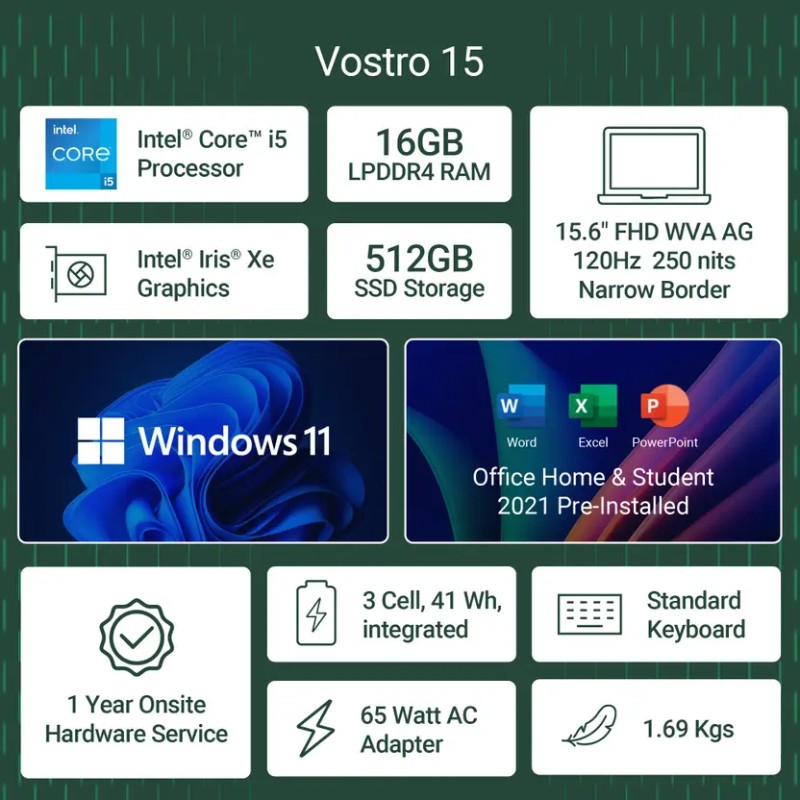 Vostro 15
intel.
CORE
i5
Intel® Core™ i5
Processor
16GB
LPDDR4 RAM
15.6" FHD WVA AG
120Hz 250 nits
Narrow Border
Intel® Iris® Xe
Graphics
512GB
SSD Storage
Windows 11
W
X
P
Word
Excel
PowerPoint
Office Home & Student
2021 Pre-Installed
1 Year Onsite
Hardware Service
3 Cell, 41 Wh,
integrated
Standard
Keyboard
65 Watt AC
Adapter
1.69 Kgs